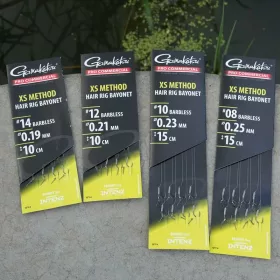 Gamakatsu
PRO COMMERCIAL
XS METHOD
HAIR RIG BAYONET
#14 BARBLESS
Ø0.19 MM
10 CM
Gamakatsu
PRO COMMERCIAL
XS METHOD
HAIR RIG BAYONET
#12 BARBLESS
Ø0.21 MM
10 CM
Gamakatsu
PRO COMMERCIAL
XS METHOD
HAIR RIG BAYONET
#10 BARBLESS
Ø0.23 MM
15 CM
Gamakatsu
PRO COMMERCIAL
XS METHOD
HAIR RIG BAYONET
#08 BARBLESS
Ø0.25 MM
15 CM